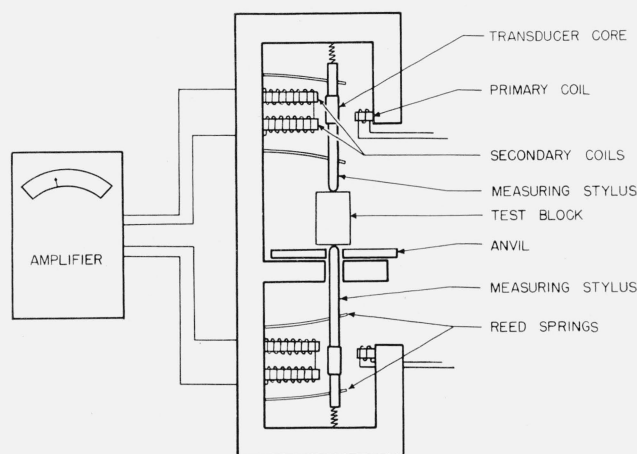 TRANSDUCER CORE
PRIMARY COIL
SECONDARY COILS
MEASURING STYLUS
TEST BLOCK
ANVIL
AMPLIFIER
MEASURING STYLUS
REED SPRINGS